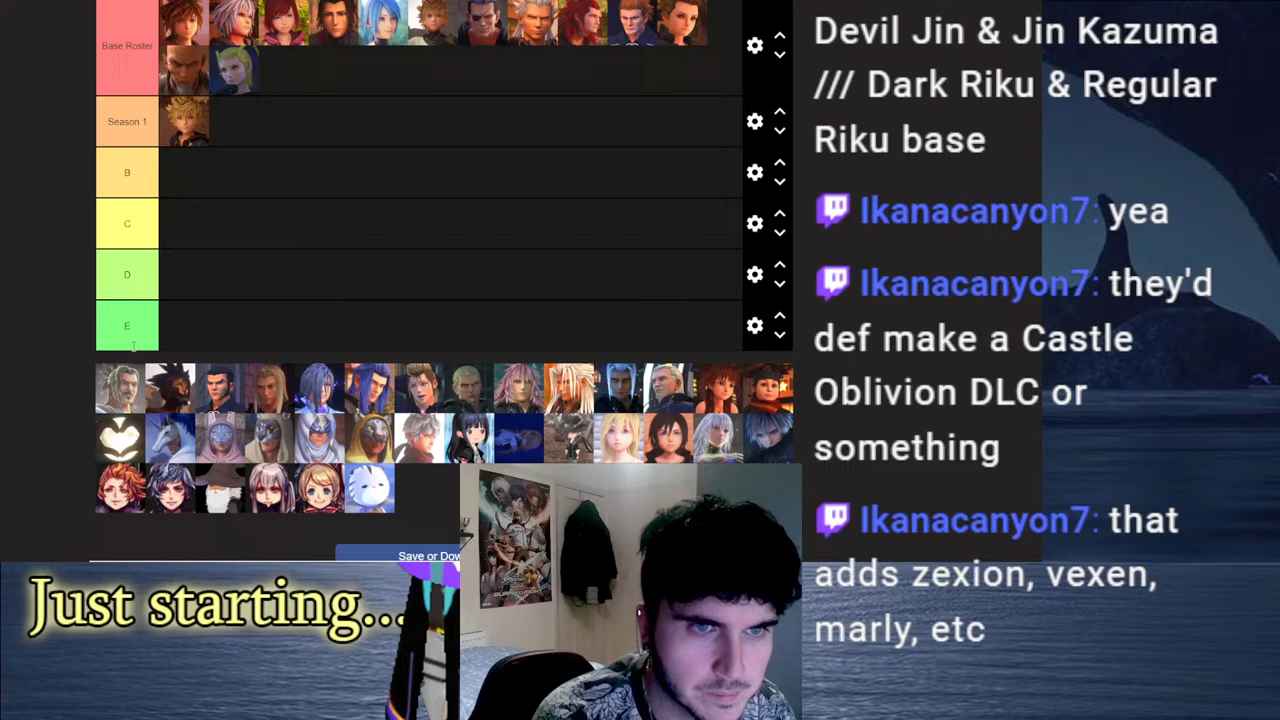 Base Roster
Season 1
B
C
D
E
Save or Dow
Just starting...
Devil Jin & Jin Kazuma
/// Dark Riku & Regular
Riku base
Ikanacanyon7: yea
Ikanacanyon7: they'd
def make a Castle
Oblivion DLC or
something
Ikanacanyon7: that
adds zexion, vexen,
marly, etc